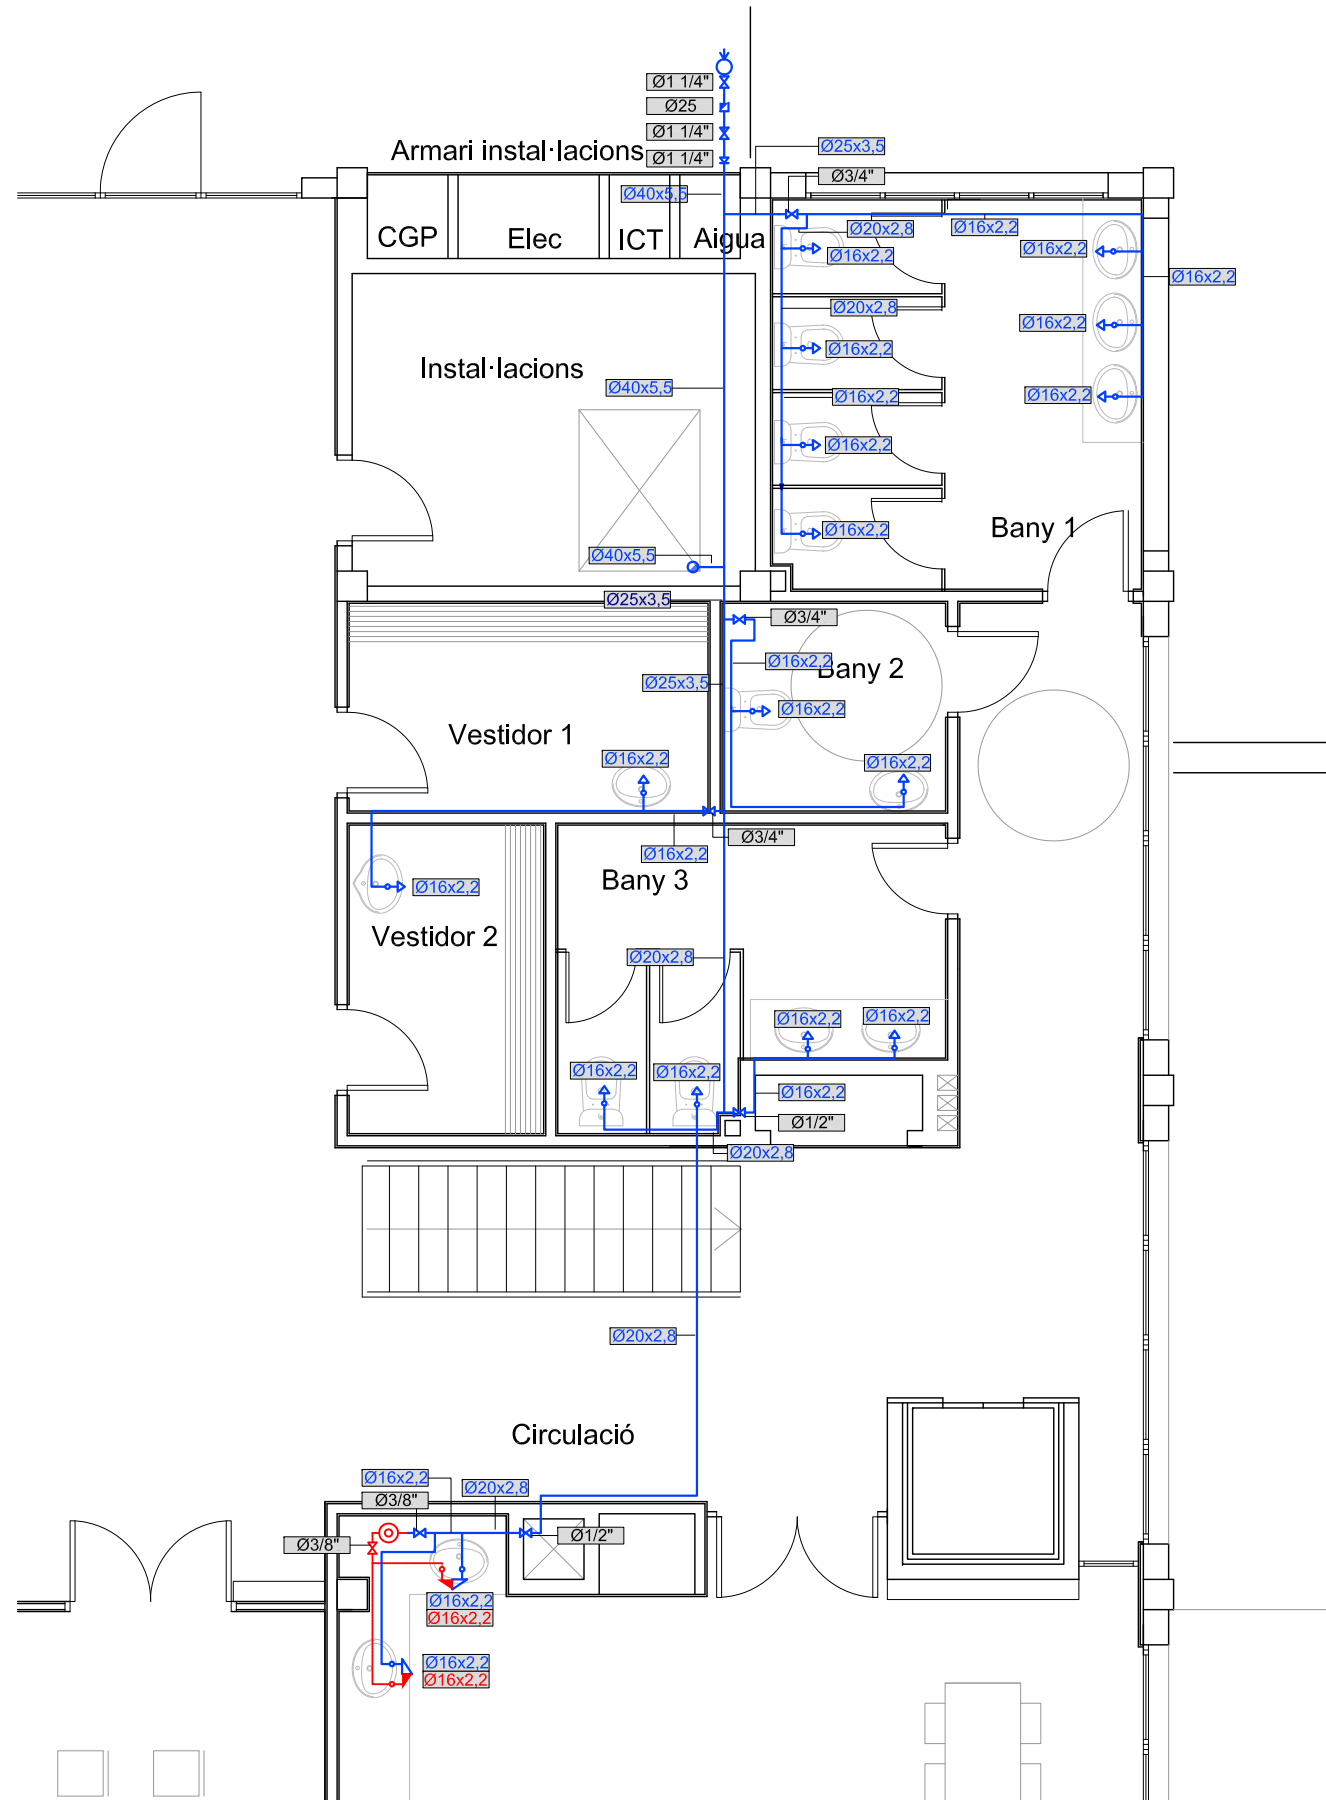 Ø1 1/4"
Ø25
Ø1 1/4"
Ø1 1/4"
Armari instal·lacions
Ø25x3,5
Ø3/4"
Ø40x5,5
CGP
Elec
ICT
Aigua
Ø20x2,8
Ø16x2,2
Ø16x2,2
Ø16x2,2
Ø16x2,2
Ø20x2,8
Ø16x2,2
Ø16x2,2
Instal·lacions
Ø40x5,5
Ø16x2,2
Ø16x2,2
Ø16x2,2
Ø16x2,2
Bany 1
Ø40x5,5
Ø25x3,5
Ø3/4"
Ø16x2,2
Bany 2
Ø25x3,5
Ø16x2,2
Vestidor 1
Ø16x2,2
Ø16x2,2
Ø3/4"
Ø16x2,2
Bany 3
Ø16x2,2
Vestidor 2
Ø20x2,8
Ø16x2,2
Ø16x2,2
Ø16x2,2
Ø16x2,2
Ø16x2,2
Ø1/2"
Ø20x2,8
Ø20x2,8
Circulació
Ø16x2,2
Ø20x2,8
Ø3/8"
Ø3/8"
Ø1/2"
Ø16x2,2
Ø16x2,2
Ø16x2,2
Ø16x2,2